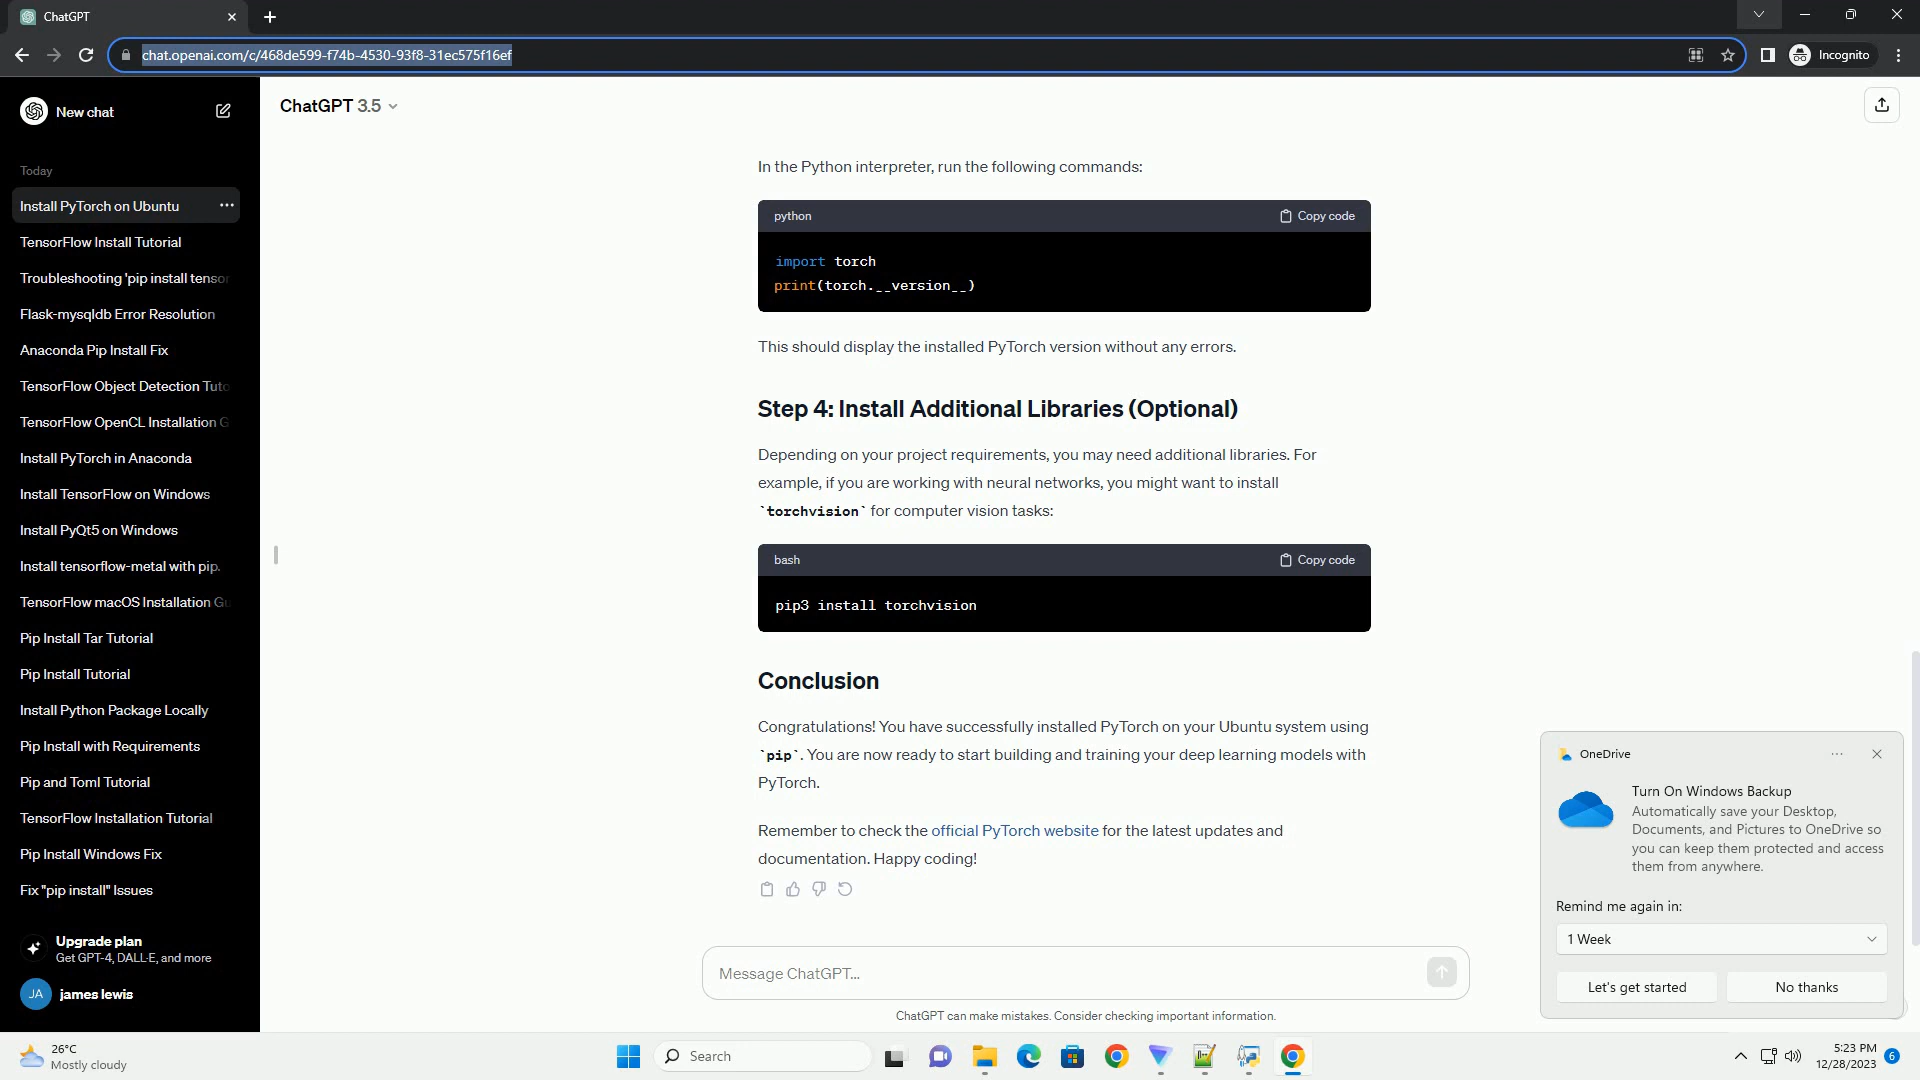 ChatGPT
chat.openai.com/c/468de599-f74b-4530-93f8-31ec575f16ef
Incognito
New chat
ChatGPT 3.5
Today
Install PyTorch on Ubuntu
TensorFlow Install Tutorial
Troubleshooting 'pip install tensor
Flask-mysqldb Error Resolution
Anaconda Pip Install Fix
TensorFlow Object Detection Tuto
TensorFlow OpenCL Installation G
Install PyTorch in Anaconda
Install TensorFlow on Windows
Install PyQt5 on Windows
Install tensorflow-metal with pip.
TensorFlow macOS Installation Gu
Pip Install Tar Tutorial
Pip Install Tutorial
Install Python Package Locally
Pip Install with Requirements
Pip and Toml Tutorial
TensorFlow Installation Tutorial
Pip Install Windows Fix
Fix "pip install" Issues
Upgrade plan
Get GPT-4, DALL·E, and more
JA james lewis
In the Python interpreter, run the following commands:
python Copy code
import torch
print(torch.__version__)
This should display the installed PyTorch version without any errors.
Step 4: Install Additional Libraries (Optional)
Depending on your project requirements, you may need additional libraries. For
example, if you are working with neural networks, you might want to install
`torchvision` for computer vision tasks:
bash Copy code
pip3 install torchvision
Conclusion
Congratulations! You have successfully installed PyTorch on your Ubuntu system using
`pip`. You are now ready to start building and training your deep learning models with
PyTorch.
Remember to check the official PyTorch website for the latest updates and
documentation. Happy coding!
Message ChatGPT...
ChatGPT can make mistakes. Consider checking important information.
OneDrive
Turn On Windows Backup
Automatically save your Desktop,
Documents, and Pictures to OneDrive so
you can keep them protected and access
them from anywhere.
Remind me again in:
1 Week
Let's get started No thanks
26°C
Mostly cloudy
Search
5:23 PM
12/28/2023
6